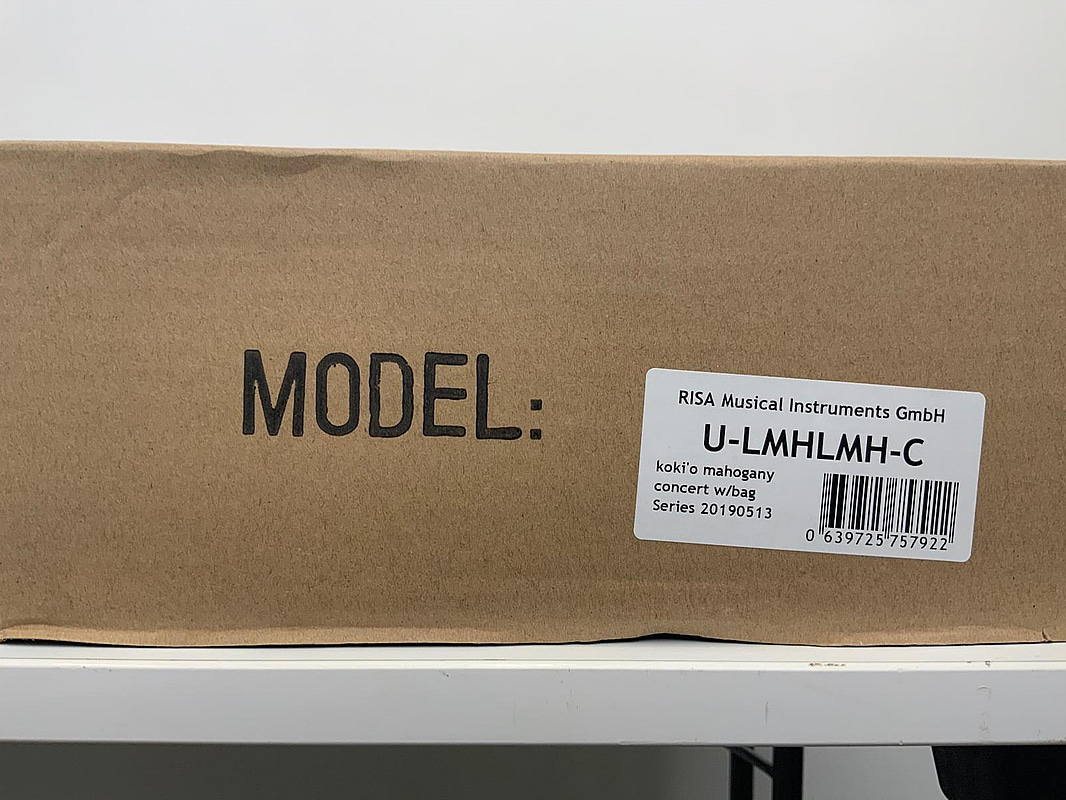 MODEL:
RISA Musical Instruments GmbH
U-LMHLMH-C
koki'o mahogany
concert w/bag
Series 20190513
0 639725 757922